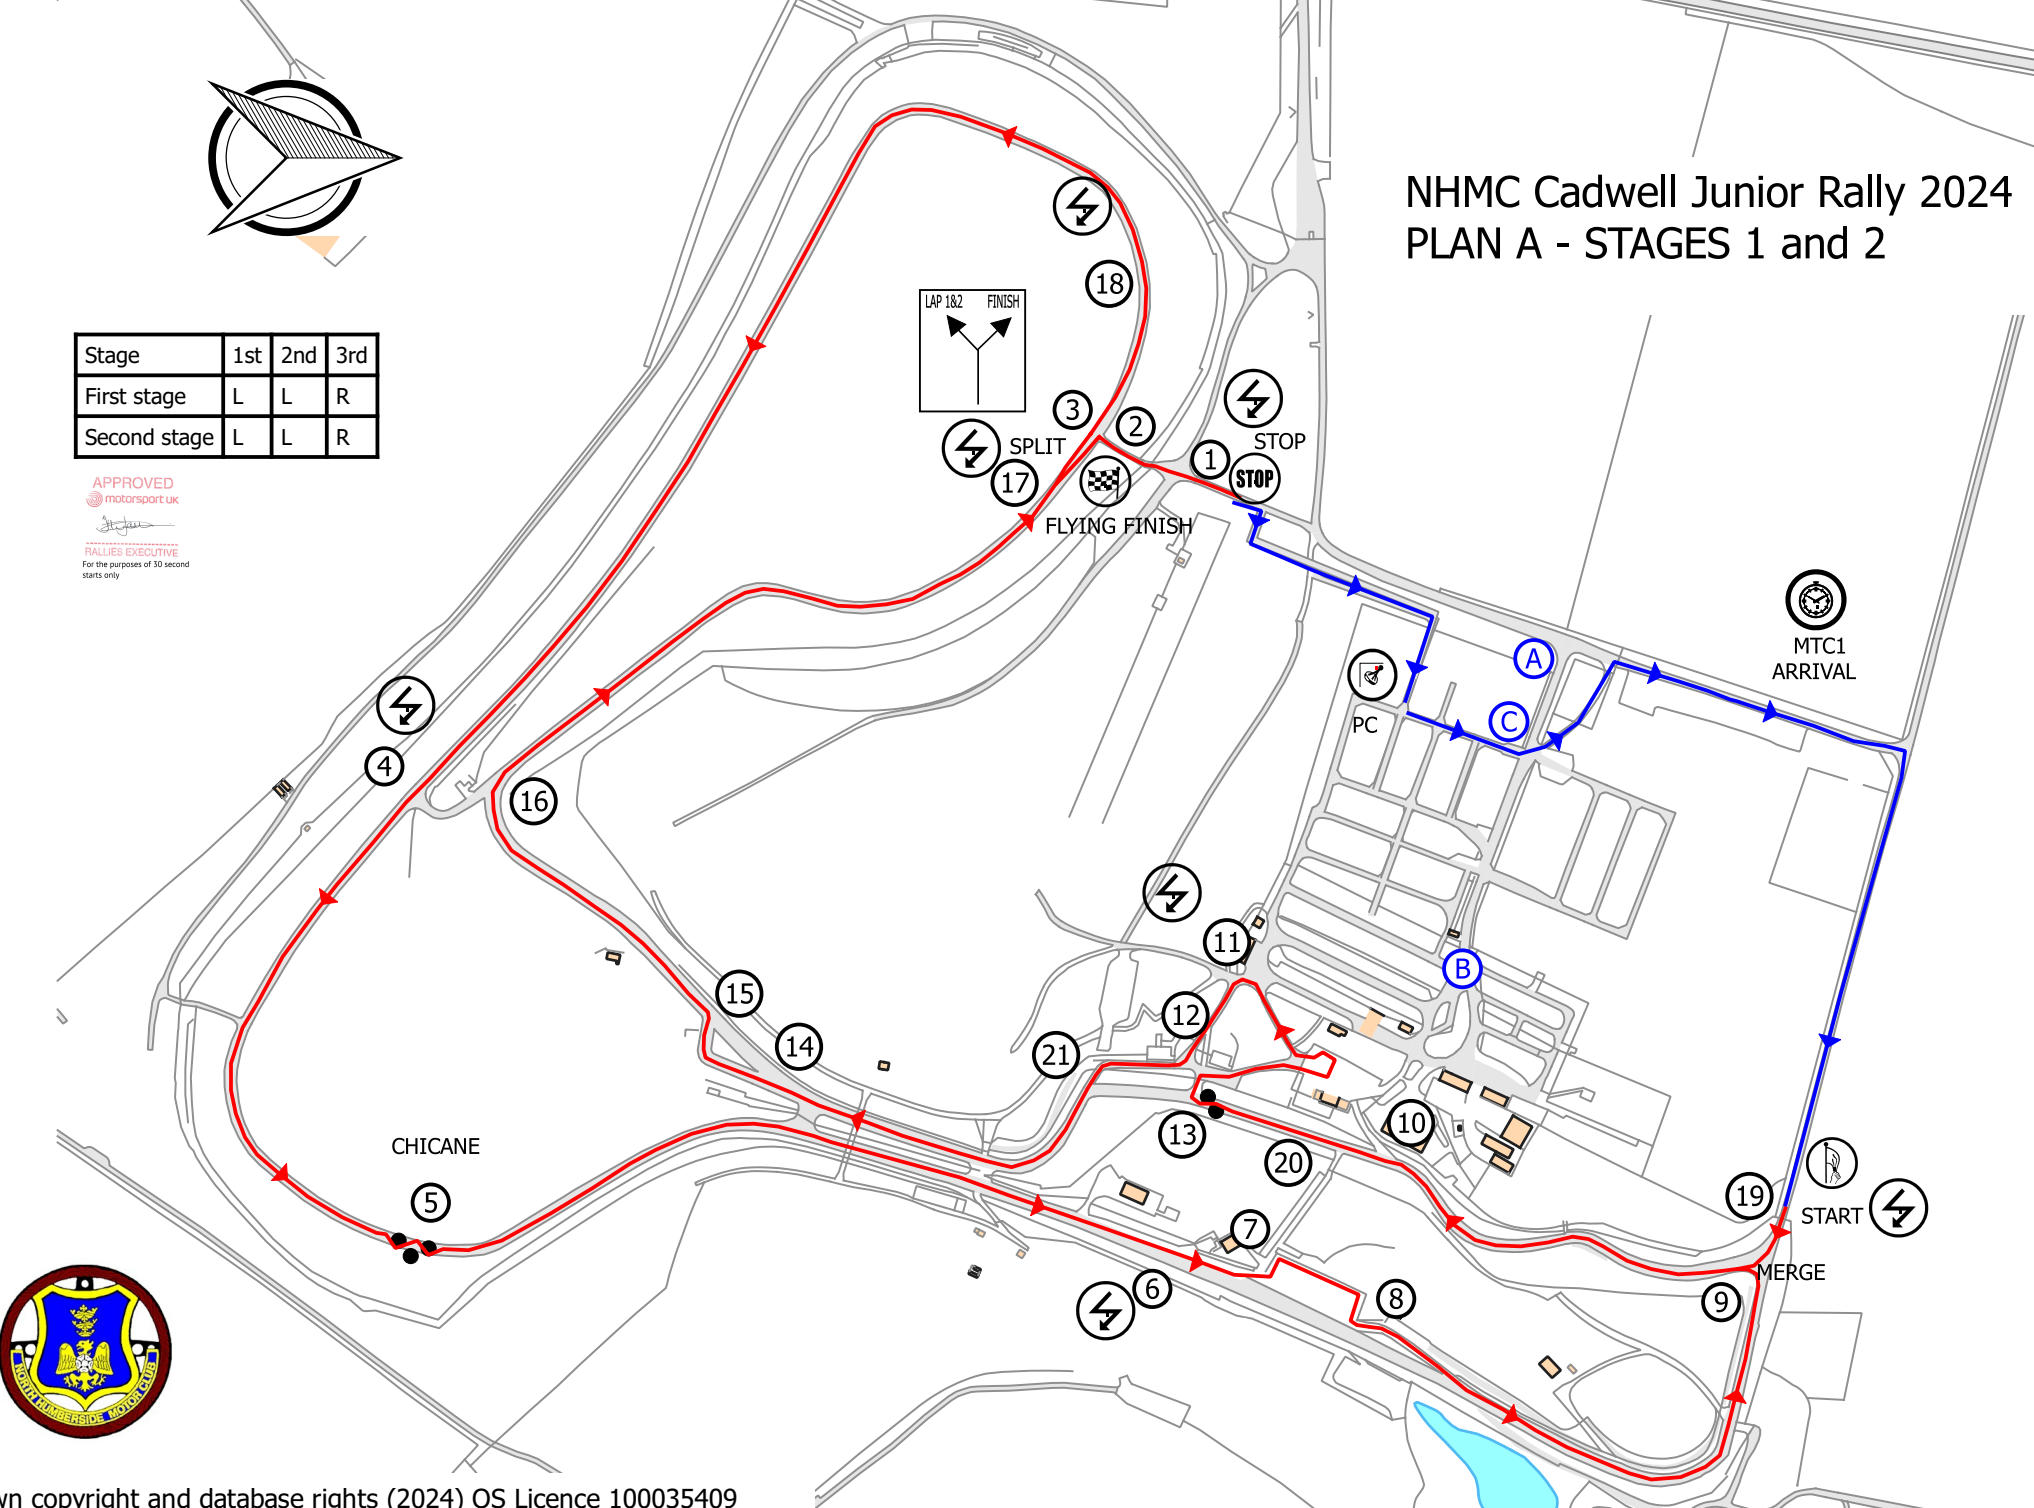 NHMC Cadwell Junior Rally 2024
PLAN A - STAGES 1 and 2
Stage 1st 2nd 3rd
First stage L L R
Second stage L L R
APPROVED
motorsport uk
RALLIES EXECUTIVE
For the purposes of 30 second
starts only
LAP 1&2 FINISH
18
3
2
SPLIT
17
1
STOP
STOP
FLYING FINISH
MTC1
ARRIVAL
A
C
PC
4
16
11
B
15
12
14
21
10
13
20
CHICANE
5
7
6
8
19
START
MERGE
9
NORTH HUMBERSIDE MOTOR CLUB
wn copyright and database rights (2024) OS Licence 100035409